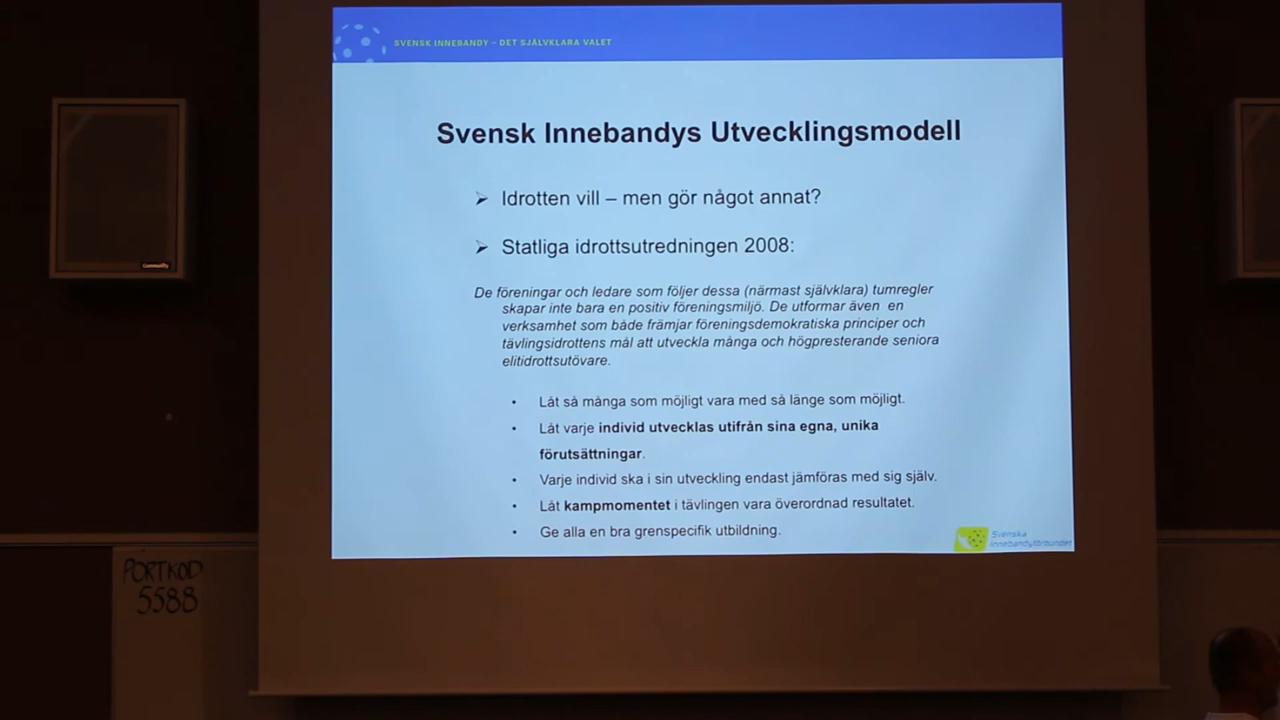 SVENSK INNEBANDY – DET SJÄLVKLARA VALET
Svensk Innebandys Utvecklingsmodell
➢ Idrotten vill – men gör något annat?
➢ Statliga idrottsutredningen 2008:
De föreningar och ledare som följer dessa (närmast självklara) tumregler
skapar inte bara en positiv föreningsmiljö. De utformar även en
verksamhet som både främjar föreningsdemokratiska principer och
tävlingsidrottens mål att utveckla många och högpresterande seniora
elitidrottsutövare.
• Låt så många som möjligt vara med så länge som möjligt.
• Låt varje individ utvecklas utifrån sina egna, unika
förutsättningar.
• Varje individ ska i sin utveckling endast jämföras med sig själv.
• Låt kampmomentet i tävlingen vara överordnad resultatet.
• Ge alla en bra grenspecifik utbildning.
Svenska
Innebandyförbundet
Community
PORTKOD
5588